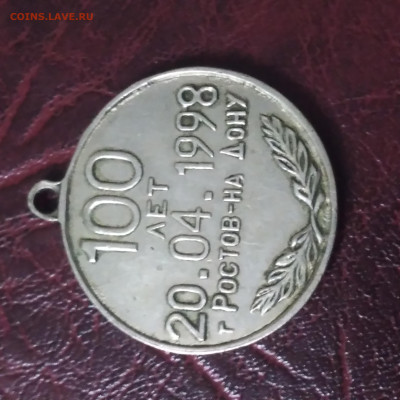 COINS.LAVE.RU
100
ЛЕТ
20.04.1998
г РОСТОВ-НА ДОНУ